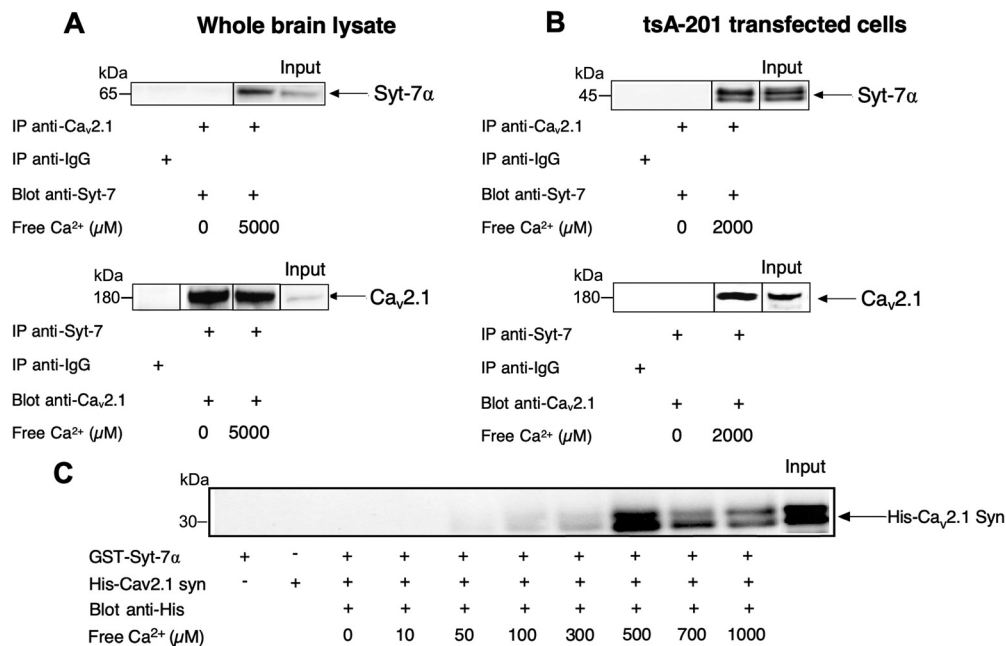 A Whole brain lysate
kDa
Input
65
Syt-7α
IP anti-Caᵥ2.1 + +
IP anti-IgG +
Blot anti-Syt-7 + +
Free Ca²⁺ (µM) 0 5000
kDa
Input
180
Caᵥ2.1
IP anti-Syt-7 + +
IP anti-IgG +
Blot anti-Caᵥ2.1 + +
Free Ca²⁺ (µM) 0 5000
B tsA-201 transfected cells
kDa
Input
45
Syt-7α
IP anti-Caᵥ2.1 + +
IP anti-IgG +
Blot anti-Syt-7 + +
Free Ca²⁺ (µM) 0 2000
kDa
Input
180
Caᵥ2.1
IP anti-Syt-7 + +
IP anti-IgG +
Blot anti-Caᵥ2.1 + +
Free Ca²⁺ (µM) 0 2000
C
kDa
Input
30
His-Caᵥ2.1 Syn
GST-Syt-7α + - + + + + + + + +
His-Cav2.1 syn - + + + + + + + + +
Blot anti-His + + + + + + + +
Free Ca²⁺ (µM) 0 10 50 100 300 500 700 1000